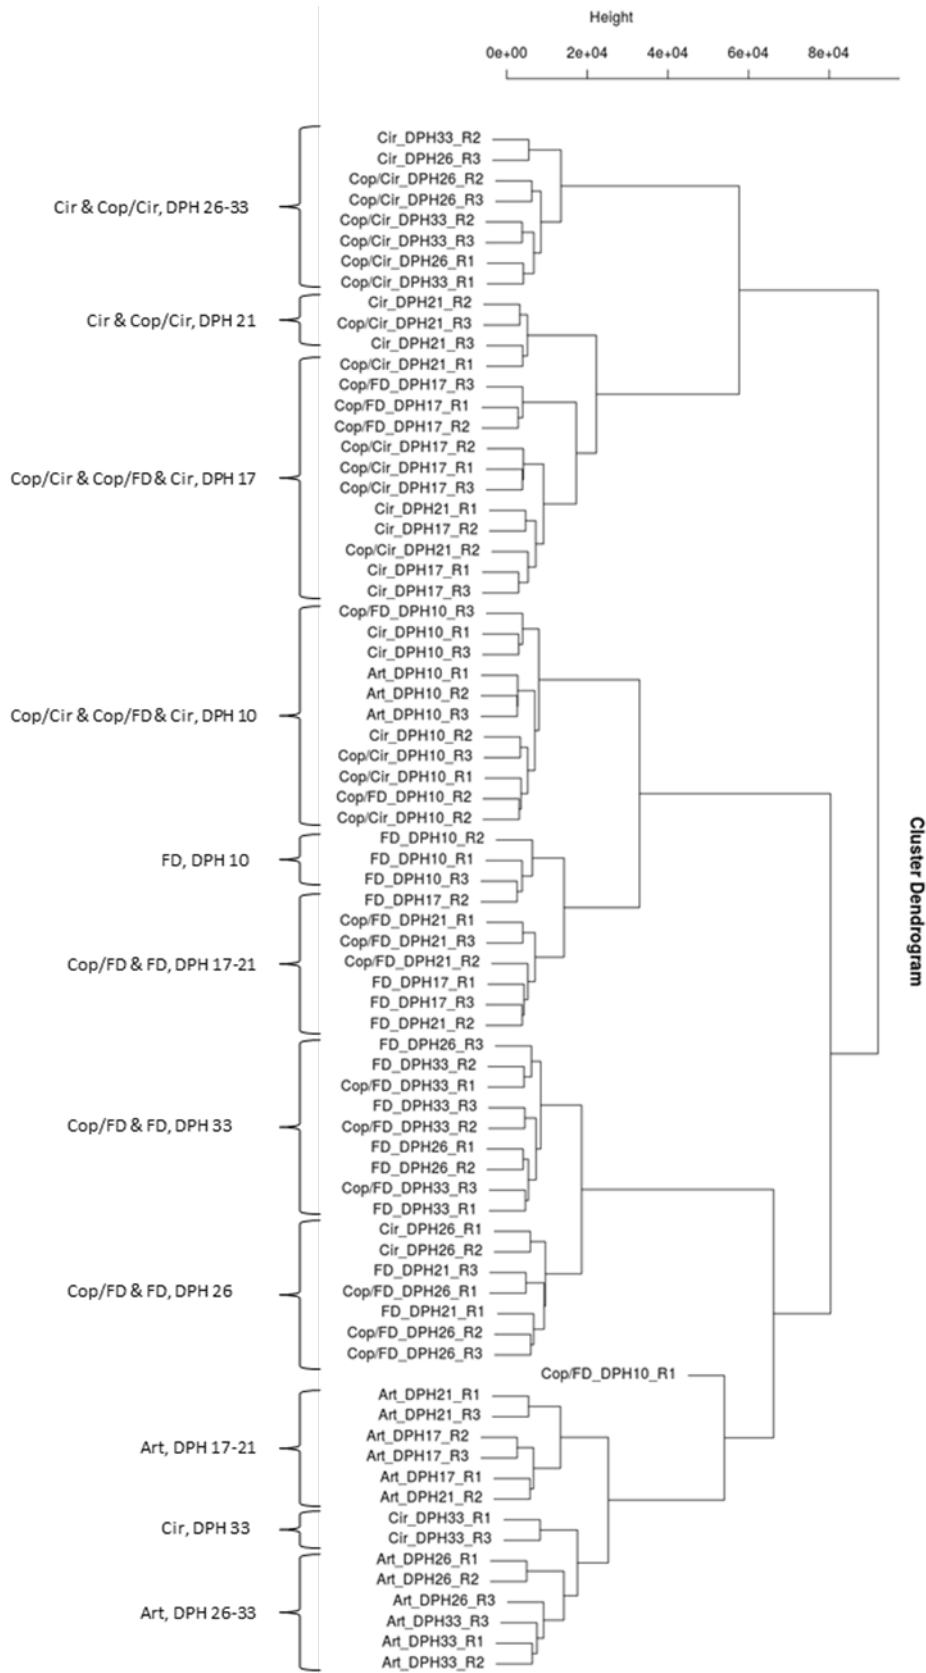 Height
0e+00 2e+04 4e+04 6e+04 8e+04
Cir & Cop/Cir, DPH 26-33
Cir & Cop/Cir, DPH 21
Cop/Cir & Cop/FD & Cir, DPH 17
Cop/Cir & Cop/FD & Cir, DPH 10
FD, DPH 10
Cop/FD & FD, DPH 17-21
Cop/FD & FD, DPH 33
Cop/FD & FD, DPH 26
Art, DPH 17-21
Cir, DPH 33
Art, DPH 26-33
Cir_DPH33_R2
Cir_DPH26_R3
Cop/Cir_DPH26_R2
Cop/Cir_DPH26_R3
Cop/Cir_DPH33_R2
Cop/Cir_DPH33_R3
Cop/Cir_DPH26_R1
Cop/Cir_DPH33_R1
Cir_DPH21_R2
Cop/Cir_DPH21_R3
Cir_DPH21_R3
Cop/Cir_DPH21_R1
Cop/FD_DPH17_R3
Cop/FD_DPH17_R1
Cop/FD_DPH17_R2
Cop/Cir_DPH17_R2
Cop/Cir_DPH17_R1
Cop/Cir_DPH17_R3
Cir_DPH21_R1
Cir_DPH17_R2
Cop/Cir_DPH21_R2
Cir_DPH17_R1
Cir_DPH17_R3
Cop/FD_DPH10_R3
Cir_DPH10_R1
Cir_DPH10_R3
Art_DPH10_R1
Art_DPH10_R2
Art_DPH10_R3
Cir_DPH10_R2
Cop/Cir_DPH10_R3
Cop/Cir_DPH10_R1
Cop/FD_DPH10_R2
Cop/Cir_DPH10_R2
FD_DPH10_R2
FD_DPH10_R1
FD_DPH10_R3
FD_DPH17_R2
Cop/FD_DPH21_R1
Cop/FD_DPH21_R3
Cop/FD_DPH21_R2
FD_DPH17_R1
FD_DPH17_R3
FD_DPH21_R2
FD_DPH26_R3
FD_DPH33_R2
Cop/FD_DPH33_R1
FD_DPH33_R3
Cop/FD_DPH33_R2
FD_DPH26_R1
FD_DPH26_R2
Cop/FD_DPH33_R3
FD_DPH33_R1
Cir_DPH26_R1
Cir_DPH26_R2
FD_DPH21_R3
Cop/FD_DPH26_R1
FD_DPH21_R1
Cop/FD_DPH26_R2
Cop/FD_DPH26_R3
Cop/FD_DPH10_R1
Art_DPH21_R1
Art_DPH21_R3
Art_DPH17_R2
Art_DPH17_R3
Art_DPH17_R1
Art_DPH21_R2
Cir_DPH33_R1
Cir_DPH33_R3
Art_DPH26_R1
Art_DPH26_R2
Art_DPH26_R3
Art_DPH33_R3
Art_DPH33_R1
Art_DPH33_R2
Cluster Dendrogram